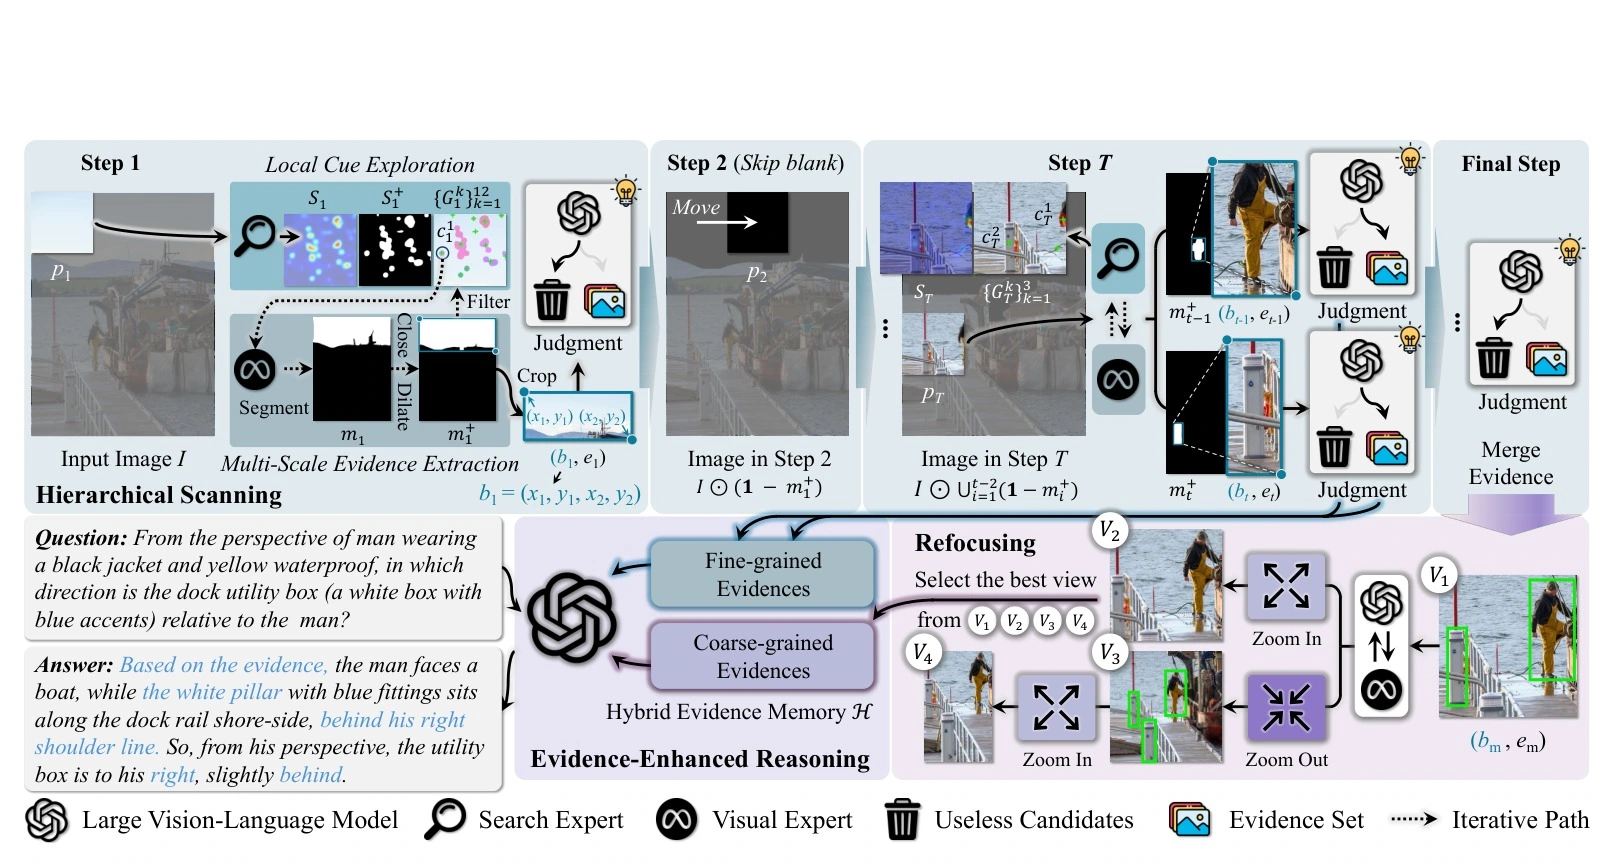 Step 1
Local Cue Exploration
S₁ S₁⁺ {G₁ᵏ}¹²ₖ₌₁
c₁¹
p₁
Filter
Segment
Close
Dilate
m₁ m₁⁺
Crop
(x₁, y₁) (x₂, y₂)
Judgment
Input Image I
Multi-Scale Evidence Extraction
(b₁, e₁)
b₁ = (x₁, y₁, x₂, y₂)
Hierarchical Scanning
Step 2 (Skip blank)
Move
p₂
Image in Step 2
I ⊙ (1 − m₁⁺)
Step T
c_T¹
c_T²
S_T {G_Tᵏ}³ₖ₌₁
p_T
Image in Step T
I ⊙ ∪ᵢ₌₁ᵗ⁻²(1 − mᵢ⁺)
m⁺ₜ₋₁ (bₜ₋₁, eₜ₋₁)
Judgment
mₜ⁺ (bₜ, eₜ)
Judgment
Final Step
Judgment
Merge
Evidence
Question: From the perspective of man wearing
a black jacket and yellow waterproof, in which
direction is the dock utility box (a white box with
blue accents) relative to the man?
Answer: Based on the evidence, the man faces a
boat, while the white pillar with blue fittings sits
along the dock rail shore-side, behind his right
shoulder line. So, from his perspective, the utility
box is to his right, slightly behind.
Fine-grained
Evidences
Coarse-grained
Evidences
Hybrid Evidence Memory ℋ
Evidence-Enhanced Reasoning
Refocusing
Select the best view
from V₁ V₂ V₃ V₄
V₂
V₁
Zoom In
V₄
V₃
Zoom In
Zoom Out
(bₘ, eₘ)
Large Vision-Language Model
Search Expert
Visual Expert
Useless Candidates
Evidence Set
Iterative Path